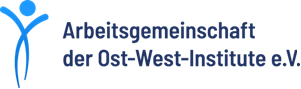 Arbeitsgemeinschaft
der Ost-West-Institute e.V.